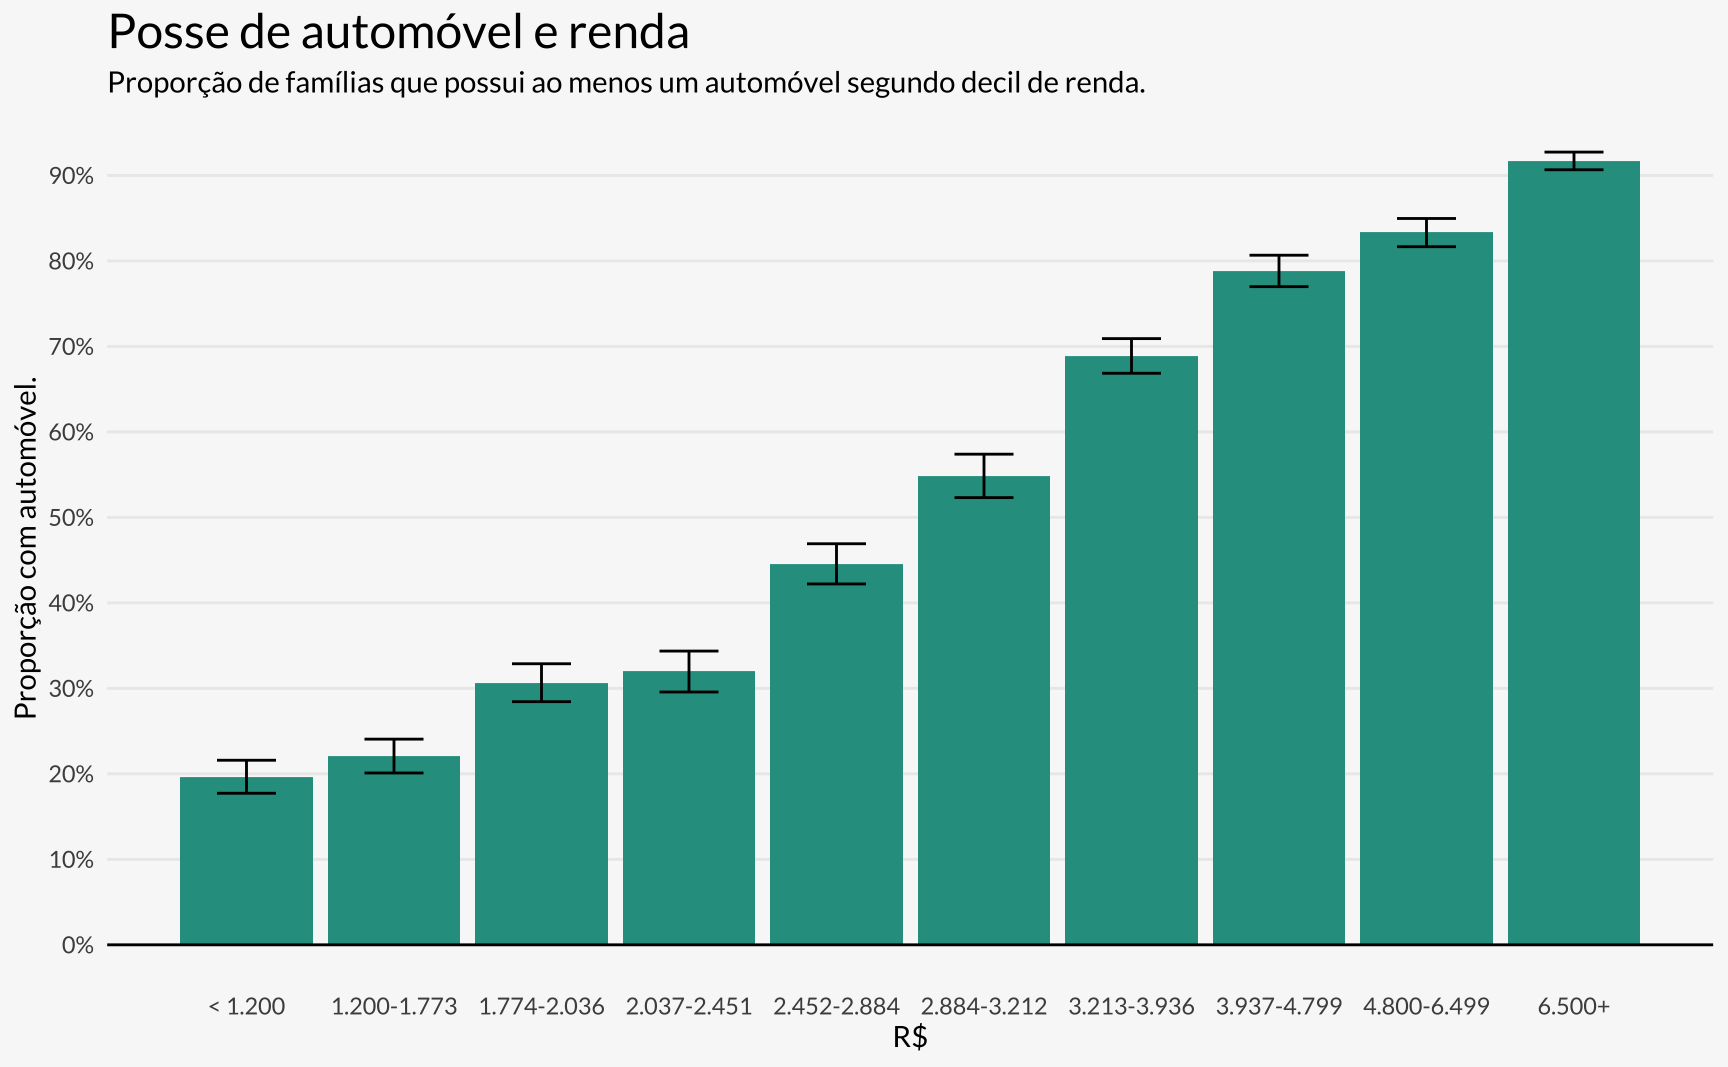 Posse de automóvel e renda
Proporção de famílias que possui ao menos um automóvel segundo decil de renda.
Proporção com automóvel.
90%
80%
70%
60%
50%
40%
30%
20%
10%
0%
< 1.200 1.200-1.773 1.774-2.036 2.037-2.451 2.452-2.884 2.884-3.212 3.213-3.936 3.937-4.799 4.800-6.499 6.500+
R$